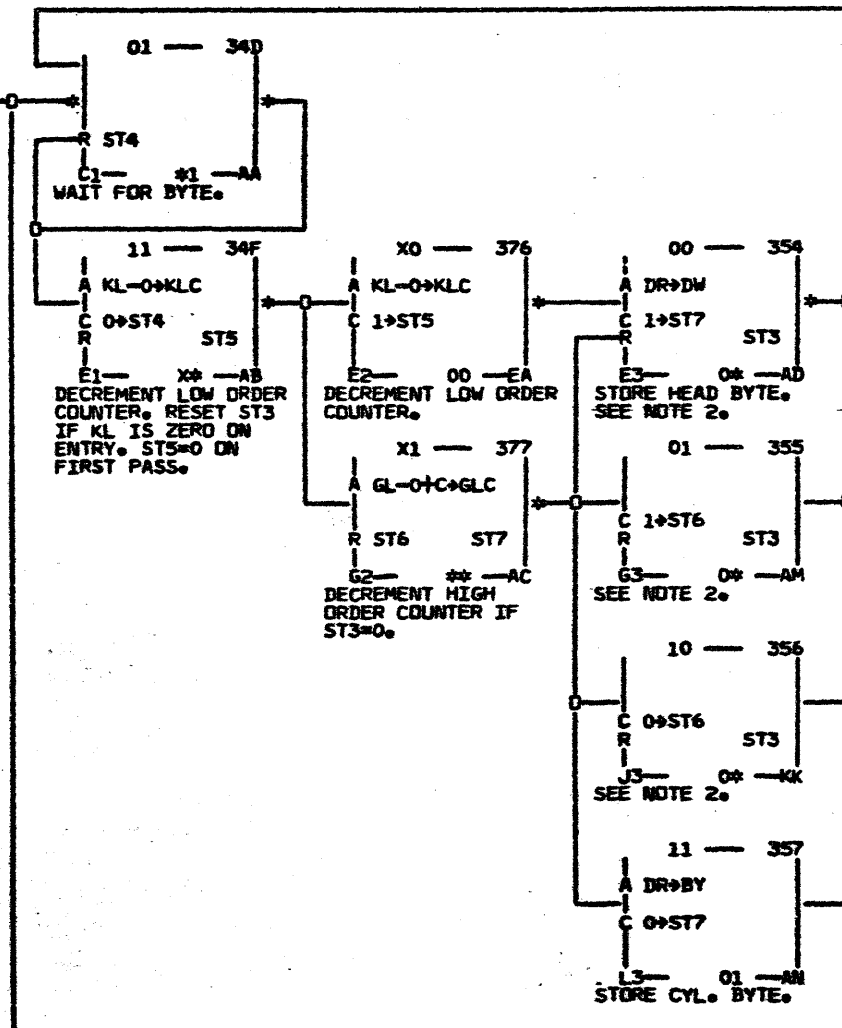 01 — 34D
*
*
R ST4
C1— *1 —AA
WAIT FOR BYTE.
11 — 34F
A KL-0→KLC
*
C 0→ST4
R ST5
E1— X* —AB
DECREMENT LOW ORDER
COUNTER. RESET ST3
IF KL IS ZERO ON
ENTRY. ST5=0 ON
FIRST PASS.
X0 — 376
A KL-0→KLC
*
C 1→ST5
E2— 00 —EA
DECREMENT LOW ORDER
COUNTER.
X1 — 377
A GL-0+C→GLC
*
R ST6 ST7
G2— ** —AC
DECREMENT HIGH
ORDER COUNTER IF
ST3=0.
00 — 354
A DR→DW
*
C 1→ST7
R ST3
E3— 0* —AD
STORE HEAD BYTE.
SEE NOTE 2.
01 — 355
*
C 1→ST6
R ST3
G3— 0* —AM
SEE NOTE 2.
10 — 356
C 0→ST6
R ST3
J3— 0* —KK
SEE NOTE 2.
11 — 357
A DR→BY
C 0→ST7
L3— 01 —AN
STORE CYL. BYTE.